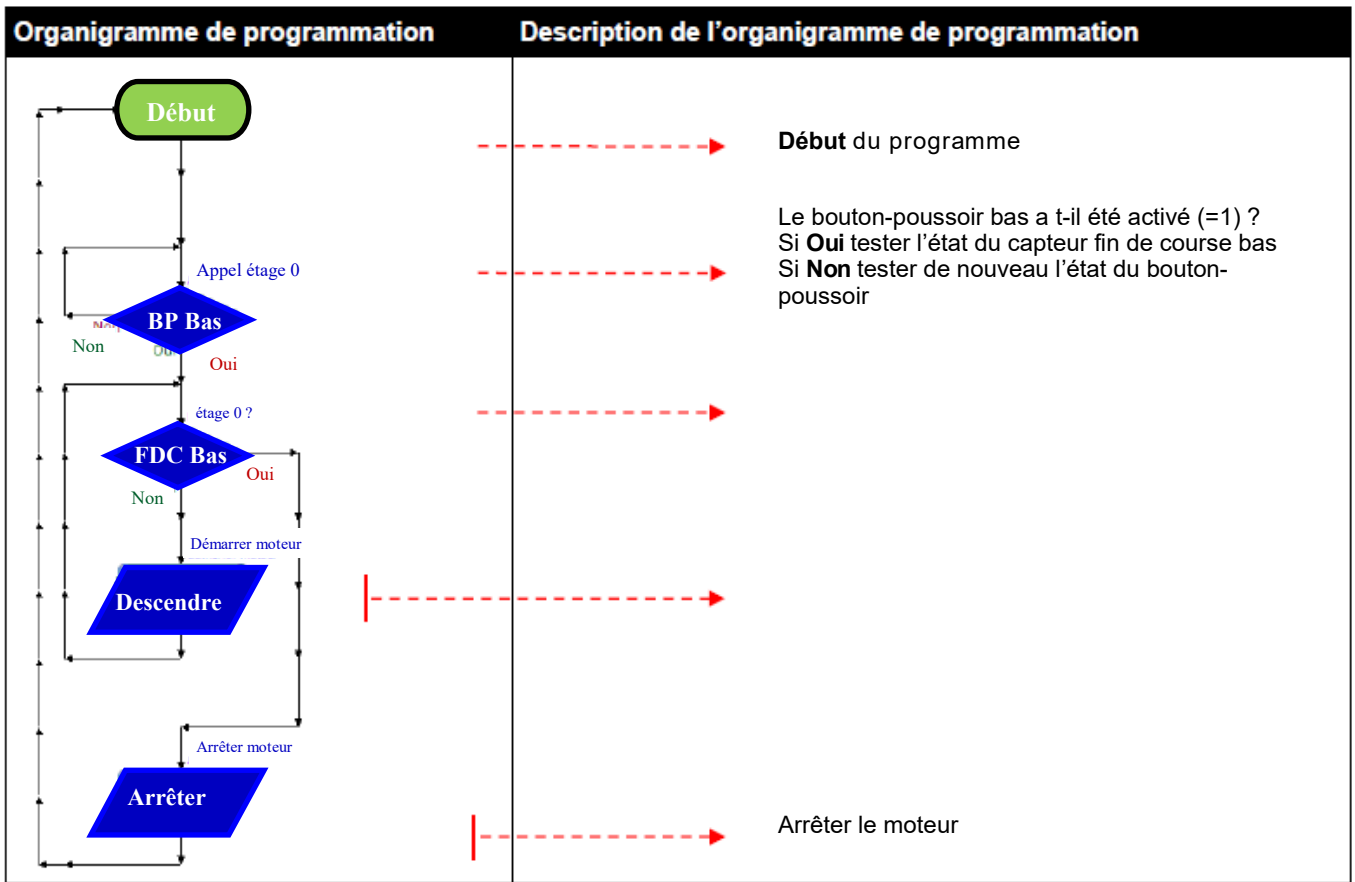 Organigramme de programmation
Description de l'organigramme de programmation
Début
Début du programme
Le bouton-poussoir bas a t-il été activé (=1) ?
Si Oui tester l'état du capteur fin de course bas
Si Non tester de nouveau l'état du bouton-
poussoir
Appel étage 0
BP Bas
Non
Oui
étage 0 ?
FDC Bas
Oui
Non
Démarrer moteur
Descendre
Arrêter moteur
Arrêter
Arrêter le moteur